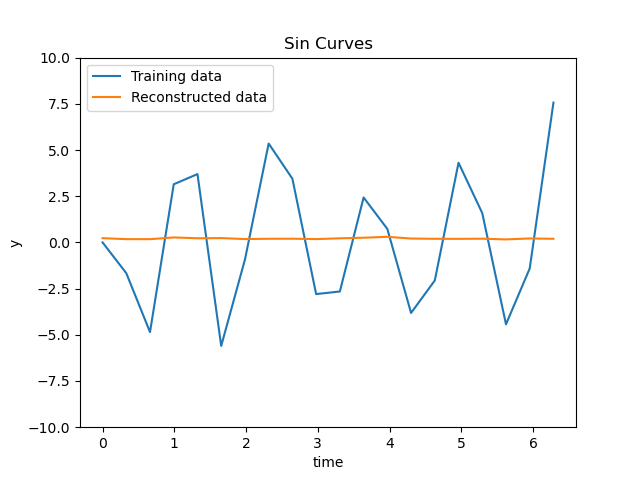 Sin Curves
Training data
Reconstructed data
10.0
7.5
5.0
2.5
0.0
−2.5
−5.0
−7.5
−10.0
y
0 1 2 3 4 5 6
time